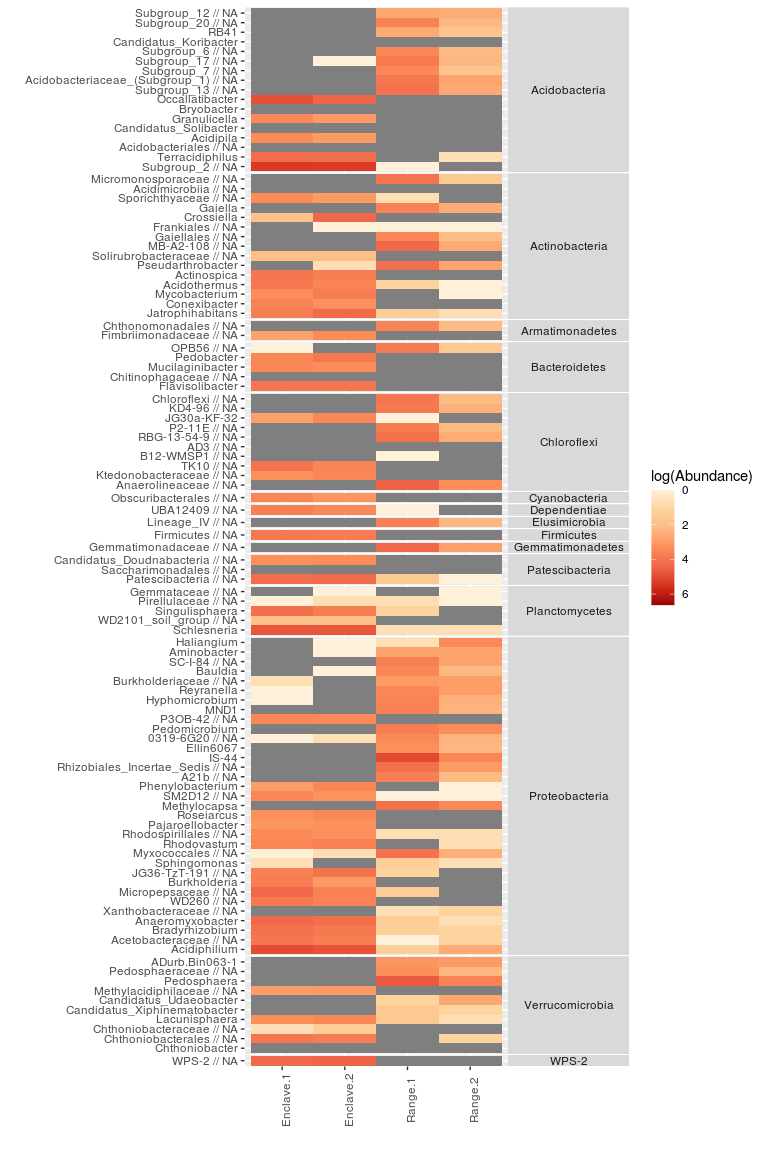 Subgroup_12 // NA
Subgroup_20 // NA
RB41
Candidatus_Koribacter
Subgroup_6 // NA
Subgroup_17 // NA
Subgroup_7 // NA
Acidobacteriaceae_(Subgroup_1) // NA
Subgroup_13 // NA
Occallatibacter
Bryobacter
Granulicella
Candidatus_Solibacter
Acidipila
Acidobacteriales // NA
Terracidiphilus
Subgroup_2 // NA
Acidobacteria
Micromonosporaceae // NA
Acidimicrobiia // NA
Sporichthyaceae // NA
Gaiella
Crossiella
Frankiales // NA
Gaiellales // NA
MB-A2-108 // NA
Solirubrobacteraceae // NA
Pseudarthrobacter
Actinospica
Acidothermus
Mycobacterium
Conexibacter
Jatrophihabitans
Actinobacteria
Chthonomonadales // NA
Fimbriimonadaceae // NA
Armatimonadetes
OPB56 // NA
Pedobacter
Mucilaginibacter
Chitinophagaceae // NA
Flavisolibacter
Bacteroidetes
Chloroflexi // NA
KD4-96 // NA
JG30a-KF-32
P2-11E // NA
RBG-13-54-9 // NA
AD3 // NA
B12-WMSP1 // NA
TK10 // NA
Ktedonobacteraceae // NA
Anaerolineaceae // NA
Chloroflexi
Obscuribacterales // NA
Cyanobacteria
UBA12409 // NA
Dependentiae
Lineage_IV // NA
Elusimicrobia
Firmicutes // NA
Firmicutes
Gemmatimonadaceae // NA
Gemmatimonadetes
Candidatus_Doudnabacteria // NA
Saccharimonadales // NA
Patescibacteria // NA
Patescibacteria
Gemmataceae // NA
Pirellulaceae // NA
Singulisphaera
WD2101_soil_group // NA
Schlesneria
Planctomycetes
Haliangium
Aminobacter
SC-I-84 // NA
Bauldia
Burkholderiaceae // NA
Reyranella
Hyphomicrobium
MND1
P3OB-42 // NA
Pedomicrobium
0319-6G20 // NA
Ellin6067
IS-44
Rhizobiales_Incertae_Sedis // NA
A21b // NA
Phenylobacterium
SM2D12 // NA
Methylocapsa
Roseiarcus
Pajaroellobacter
Rhodospirillales // NA
Rhodovastum
Myxococcales // NA
Sphingomonas
JG36-TzT-191 // NA
Burkholderia
Micropepsaceae // NA
WD260 // NA
Xanthobacteraceae // NA
Anaeromyxobacter
Bradyrhizobium
Acetobacteraceae // NA
Acidiphilium
Proteobacteria
ADurb.Bin063-1
Pedosphaeraceae // NA
Pedosphaera
Methylacidiphilaceae // NA
Candidatus_Udaeobacter
Candidatus_Xiphinematobacter
Lacunisphaera
Chthoniobacteraceae // NA
Chthoniobacterales // NA
Chthoniobacter
Verrucomicrobia
WPS-2 // NA
WPS-2
Enclave.1
Enclave.2
Range.1
Range.2
log(Abundance)
0
2
4
6